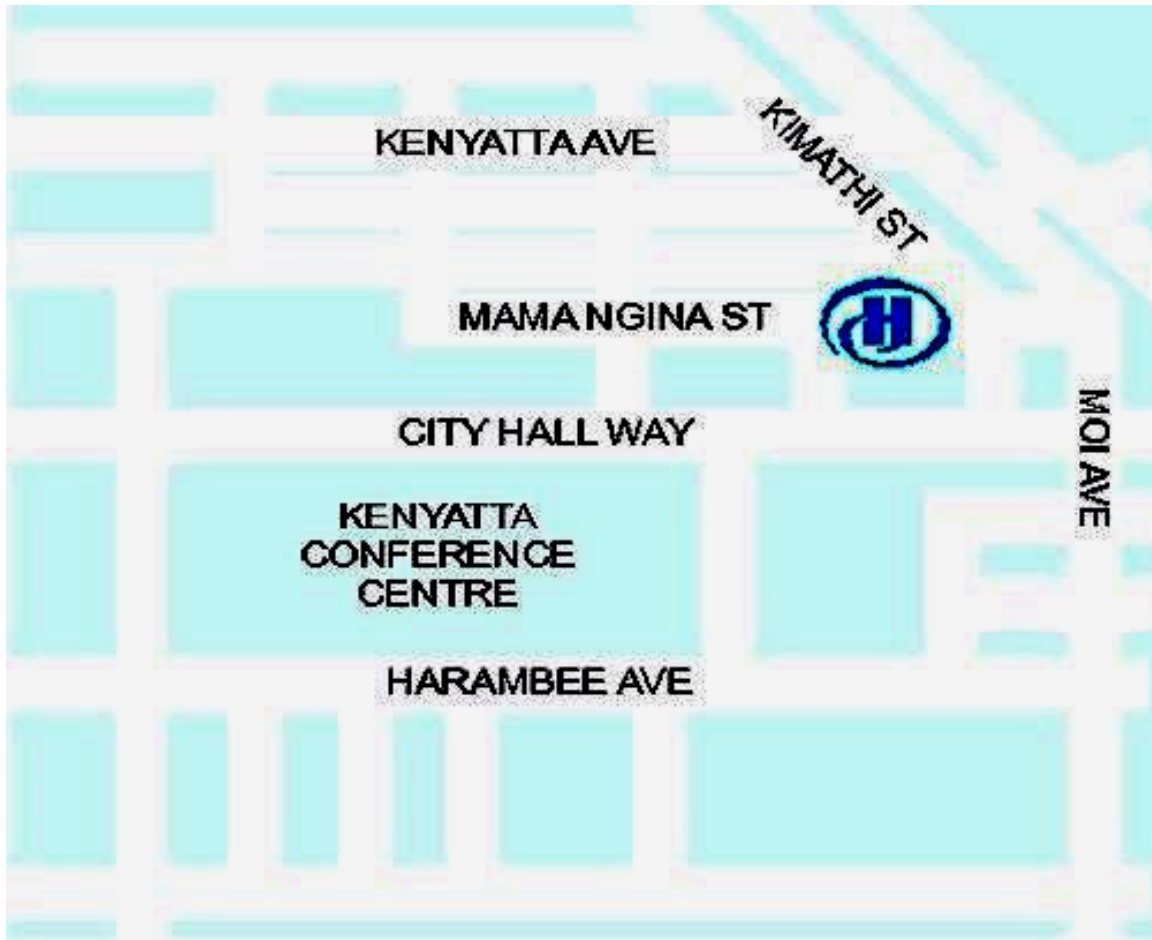 KENYATTA AVE
KIMATHI ST
MAMA NGINA ST
H
CITY HALL WAY
MOI AVE
KENYATTA
CONFERENCE
CENTRE
HARAMBEE AVE